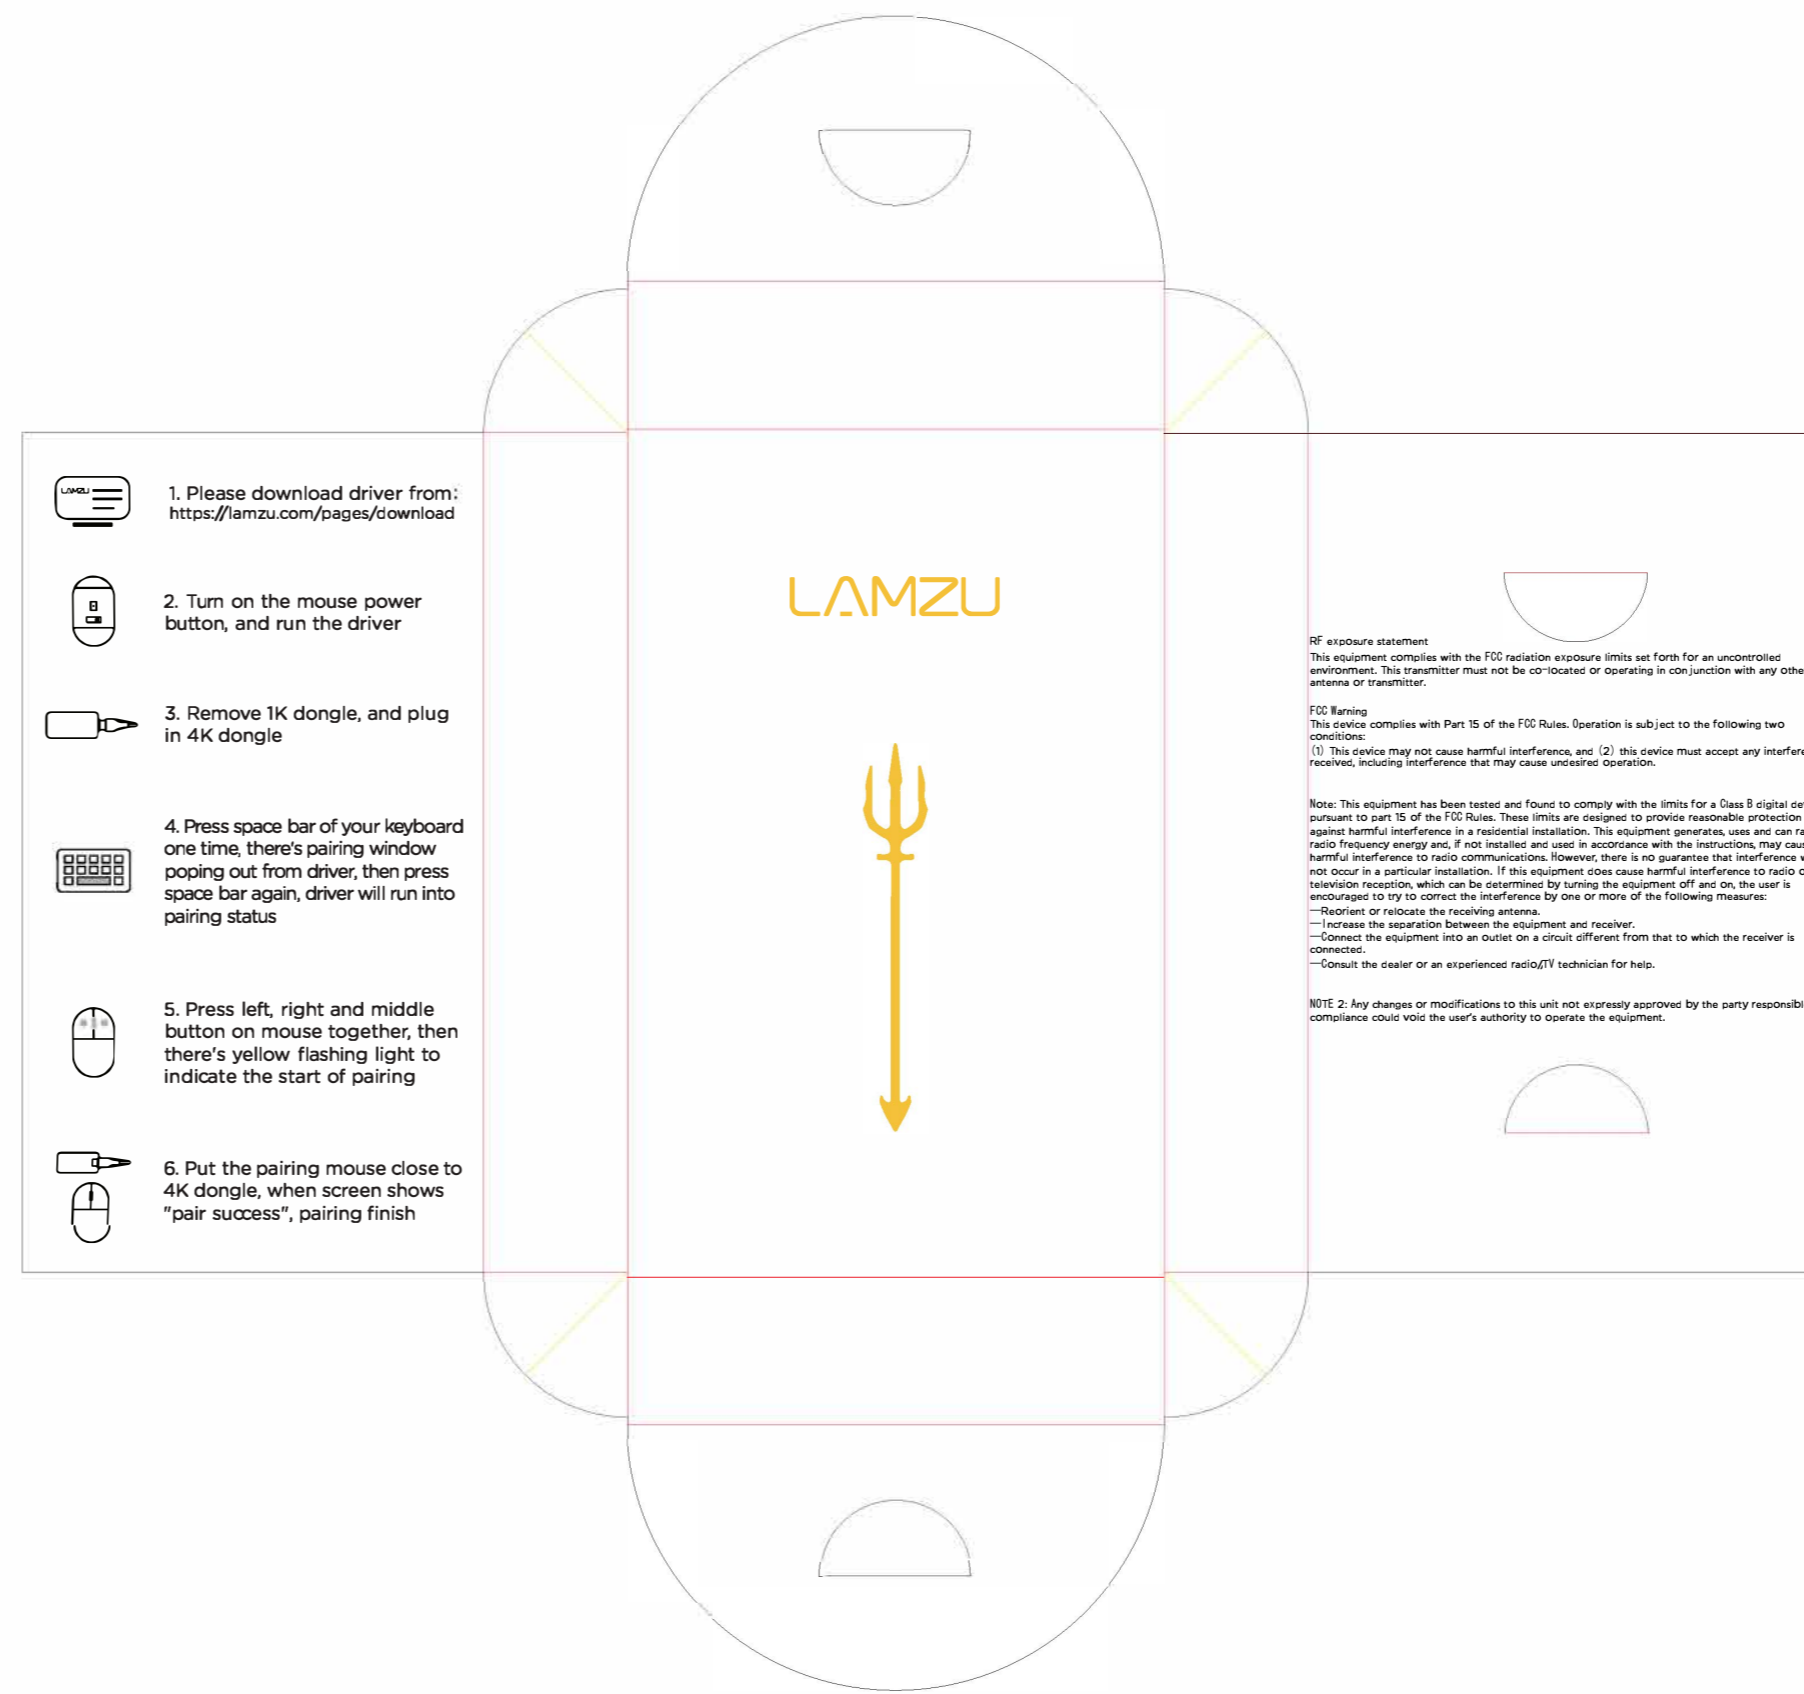 LAMZU
1. Please download driver from:
https://lamzu.com/pages/download
2. Turn on the mouse power
button, and run the driver
3. Remove 1K dongle, and plug
in 4K dongle
4. Press space bar of your keyboard
one time, there's pairing window
poping out from driver, then press
space bar again, driver will run into
pairing status
5. Press left, right and middle
button on mouse together, then
there's yellow flashing light to
indicate the start of pairing
6. Put the pairing mouse close to
4K dongle, when screen shows
"pair success", pairing finish
LAMZU
RF exposure statement
This equipment complies with the FCC radiation exposure limits set forth for an uncontrolled
environment. This transmitter must not be co-located or operating in conjunction with any
antenna or transmitter.
FCC Warning
This device complies with Part 15 of the FCC Rules. Operation is subject to the following two
conditions:
(1) This device may not cause harmful interference, and (2) this device must accept any
received, including interference that may cause undesired operation.
Note: This equipment has been tested and found to comply with the limits for a Class B digital
pursuant to part 15 of the FCC Rules. These limits are designed to provide reasonable protection
against harmful interference in a residential installation. This equipment generates, uses and can
radio frequency energy and, if not installed and used in accordance with the instructions, may
harmful interference to radio communications. However, there is no guarantee that interference
not occur in a particular installation. If this equipment does cause harmful interference to radio
television reception, which can be determined by turning the equipment off and on, the user is
encouraged to try to correct the interference by one or more of the following measures:
—Reorient or relocate the receiving antenna.
—Increase the separation between the equipment and receiver.
—Connect the equipment into an outlet on a circuit different from that to which the receiver is
connected.
—Consult the dealer or an experienced radio/TV technician for help.
NOTE 2: Any changes or modifications to this unit not expressly approved by the party
compliance could void the user's authority to operate the equipment.